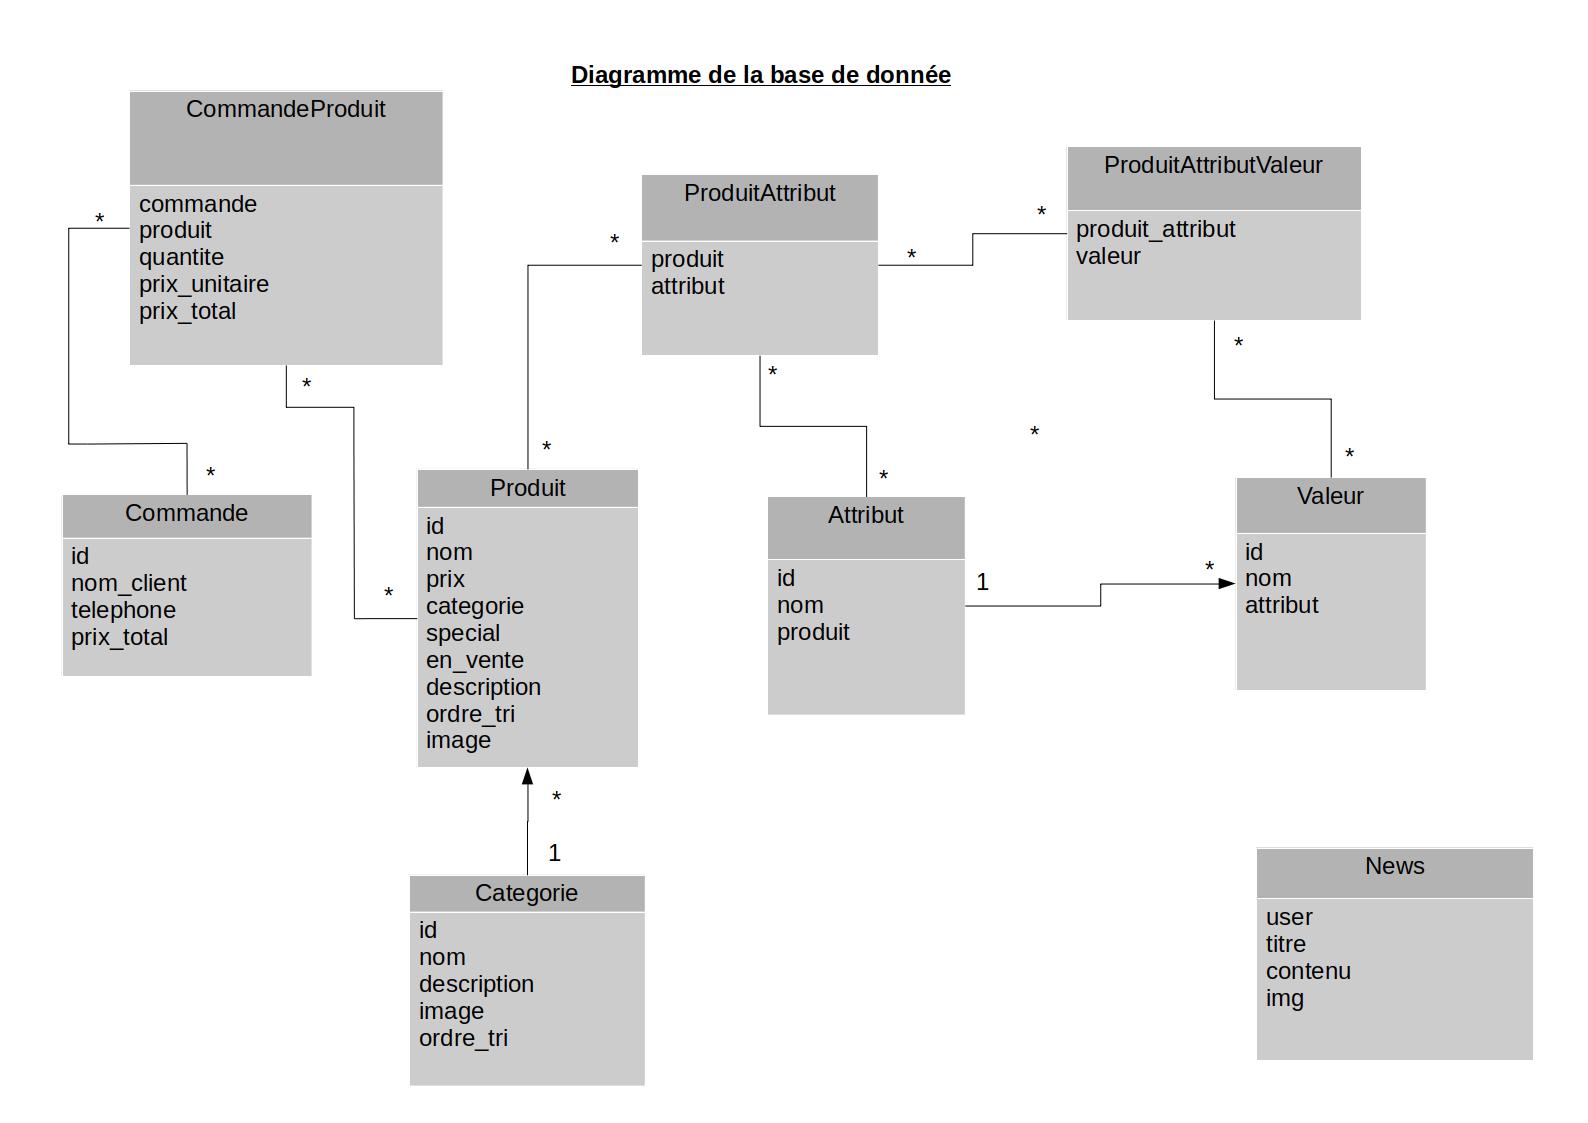 Diagramme de la base de donnée
CommandeProduit
commande
produit
quantite
prix_unitaire
prix_total
*
*
ProduitAttribut
produit
attribut
*
*
*
ProduitAttributValeur
produit_attribut
valeur
*
*
*
*
Commande
id
nom_client
telephone
prix_total
*
*
Produit
id
nom
prix
categorie
special
en_vente
description
ordre_tri
image
*
1
*
Attribut
id
nom
produit
1
*
*
Valeur
id
nom
attribut
Categorie
id
nom
description
image
ordre_tri
News
user
titre
contenu
img